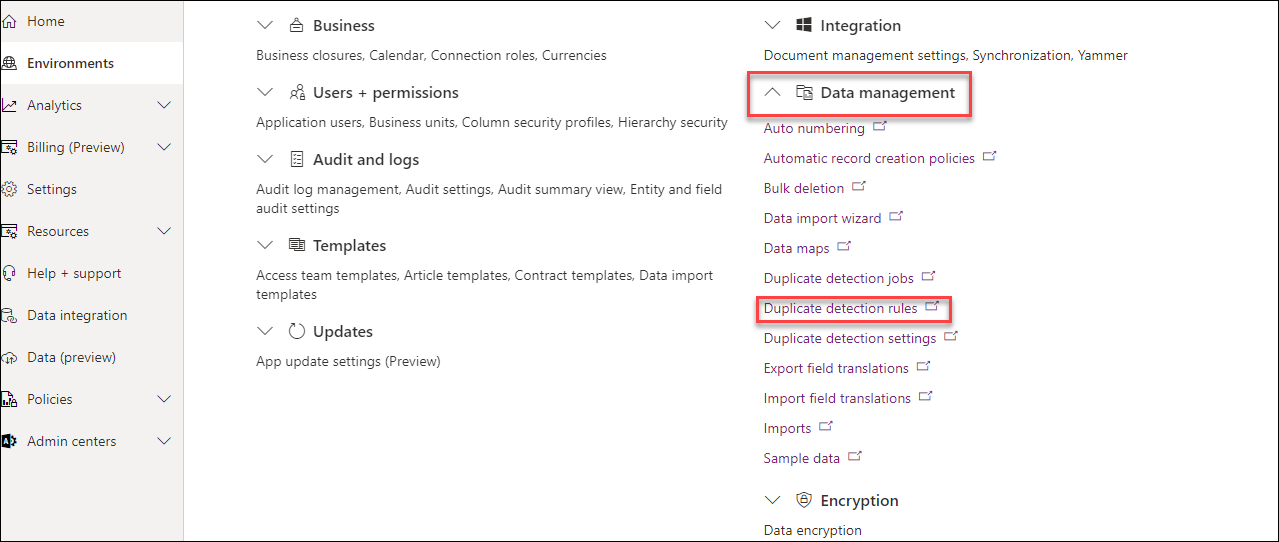 Home
Environments
Analytics
Billing (Preview)
Settings
Resources
Help + support
Data integration
Data (preview)
Policies
Admin centers
Business
Business closures, Calendar, Connection roles, Currencies
Users + permissions
Application users, Business units, Column security profiles, Hierarchy security
Audit and logs
Audit log management, Audit settings, Audit summary view, Entity and field
audit settings
Templates
Access team templates, Article templates, Contract templates, Data import
templates
Updates
App update settings (Preview)
Integration
Document management settings, Synchronization, Yammer
Data management
Auto numbering
Automatic record creation policies
Bulk deletion
Data import wizard
Data maps
Duplicate detection jobs
Duplicate detection rules
Duplicate detection settings
Export field translations
Import field translations
Imports
Sample data
Encryption
Data encryption